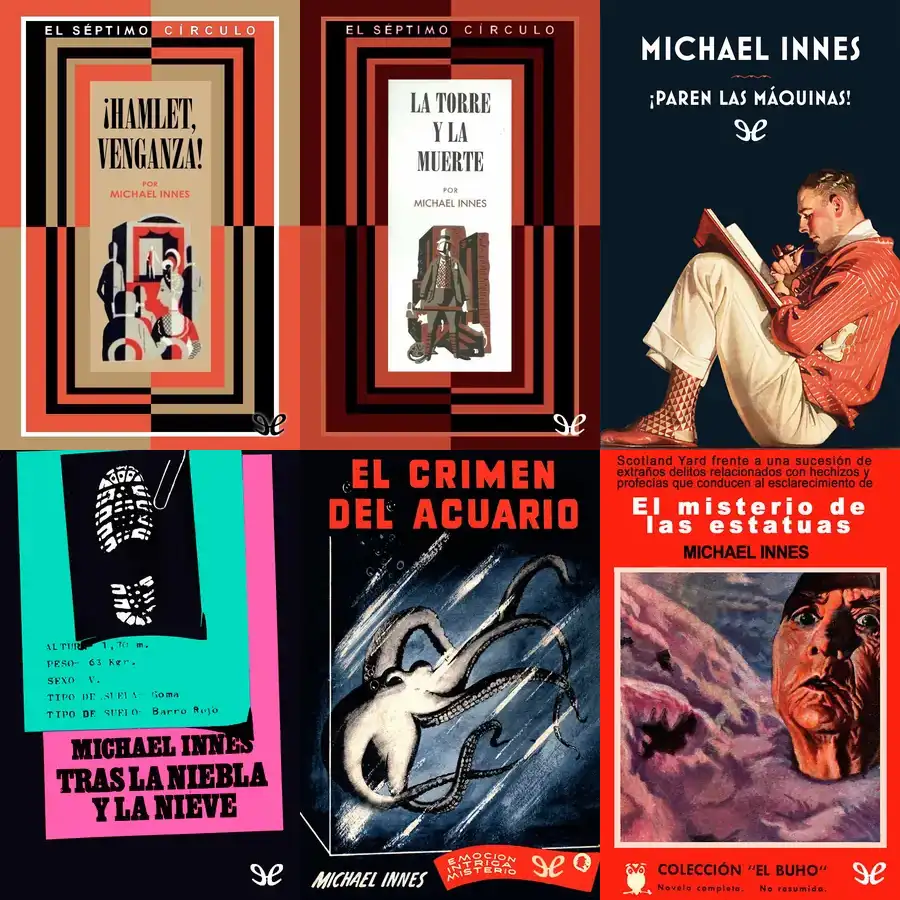 EL SÉPTIMO CÍRCULO
¡HAMLET,
VENGANZA!
POR
MICHAEL INNES
EL SÉPTIMO CÍRCULO
LA TORRE
Y LA
MUERTE
POR
MICHAEL INNES
MICHAEL INNES
¡PAREN LAS MÁQUINAS!
ALTURA- 1,70 m.
PESO- 63 Kgr.
SEXO- V.
TIPO DE SUELA- Goma
TIPO DE SUELO- Barro Rojo
MICHAEL INNES
TRAS LA NIEBLA
Y LA NIEVE
EL CRIMEN
DEL ACUARIO
MICHAEL INNES
EMOCION
INTRIGA
MISTERIO
Scotland Yard frente a una sucesión de
extraños delitos relacionados con hechizos y
profecías que conducen al esclarecimiento de
El misterio de
las estatuas
MICHAEL INNES
COLECCIÓN "EL BUHO"
Novela completa. No resumida.